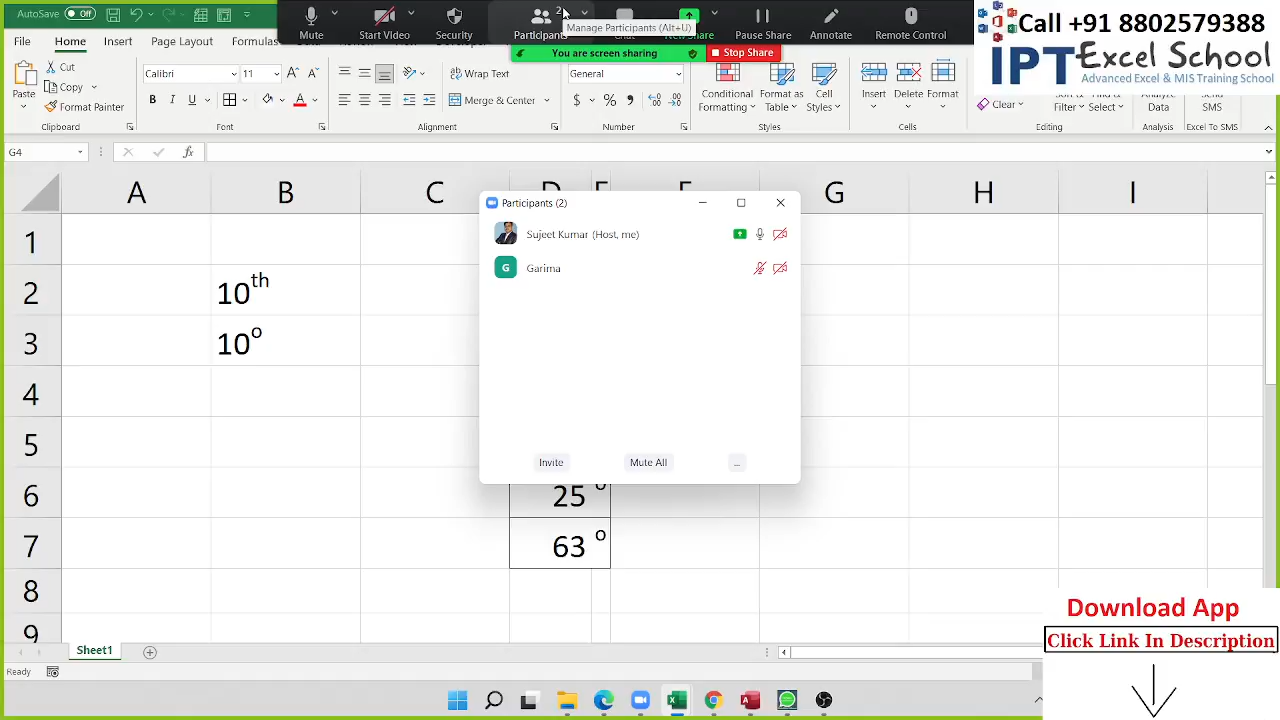 AutoSave Off
Mute
Start Video
Security
2
Participants
Manage Participants (Alt+U)
Pause Share
Annotate
Remote Control
You are screen sharing
Stop Share
Call +91 8802579388
IPT Excel School
Advanced Excel & MIS Training School
File Home Insert Page Layout
Paste
Cut
Copy
Format Painter
Clipboard
Calibri 11
B I U
Font
Wrap Text
Merge & Center
Alignment
General
$ % 9
Number
Conditional Formatting
Format as Table
Cell Styles
Styles
Insert Delete Format
Cells
Clear
Filter Select
Editing
Data
Analysis
SMS
Excel To SMS
G4
fx
A B C D E F G H I
1
2 10th
3 10o
4
5
6 25 o
7 63 o
8
9
Participants (2)
Sujeet Kumar (Host, me)
G Garima
Invite Mute All ...
Sheet1
Ready
Download App
Click Link In Description